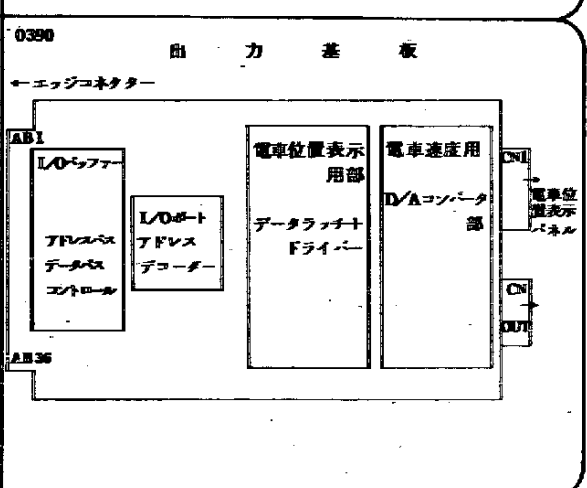 0390
出力基板
←エッジコネクター
AB1
I/Oバッファー
アドレスバス
データバス
コントロール
I/Oポート
アドレス
デコーダー
電車位置表示
用部
データラッチート
ドライバー
電車速度用
D/Aコンバータ
部
CN1
電車位
置表示
パネル
CN
OUT
AB36